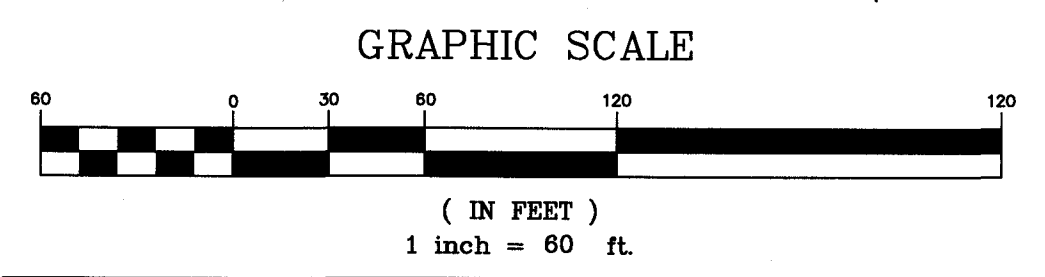 GRAPHIC SCALE
60 0 30 60 120 120
( IN FEET )
1 inch = 60 ft.